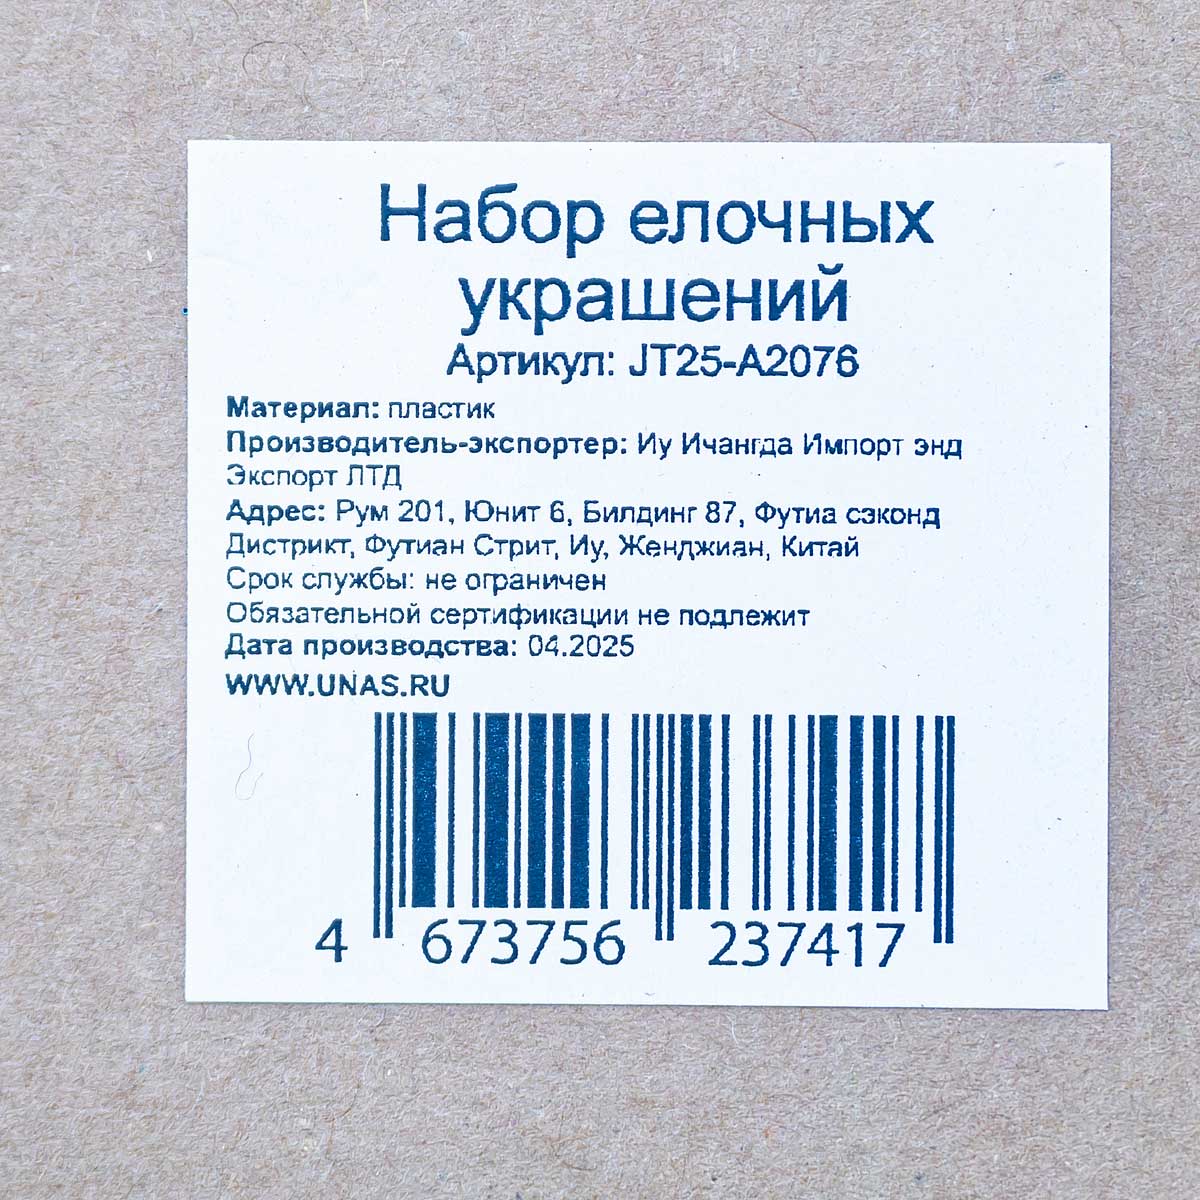 Набор елочных
украшений
Артикул: JT25-A2076
Материал: пластик
Производитель-экспортер: Иу Ичангда Импорт энд
Экспорт ЛТД
Адрес: Рум 201, Юнит 6, Билдинг 87, Футиа сэконд
Дистрикт, Футиан Стрит, Иу, Женджиан, Китай
Срок службы: не ограничен
Обязательной сертификации не подлежит
Дата производства: 04.2025
WWW.UNAS.RU
4 673756 237417